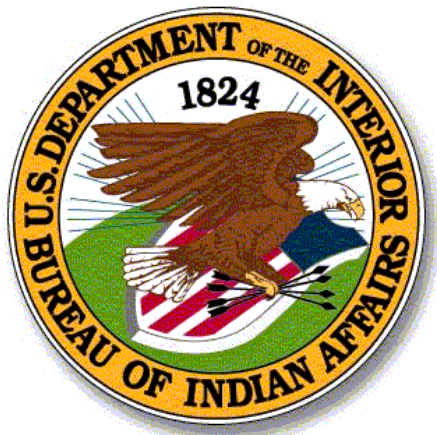 U.S. DEPARTMENT OF THE INTERIOR
1824
BUREAU OF INDIAN AFFAIRS